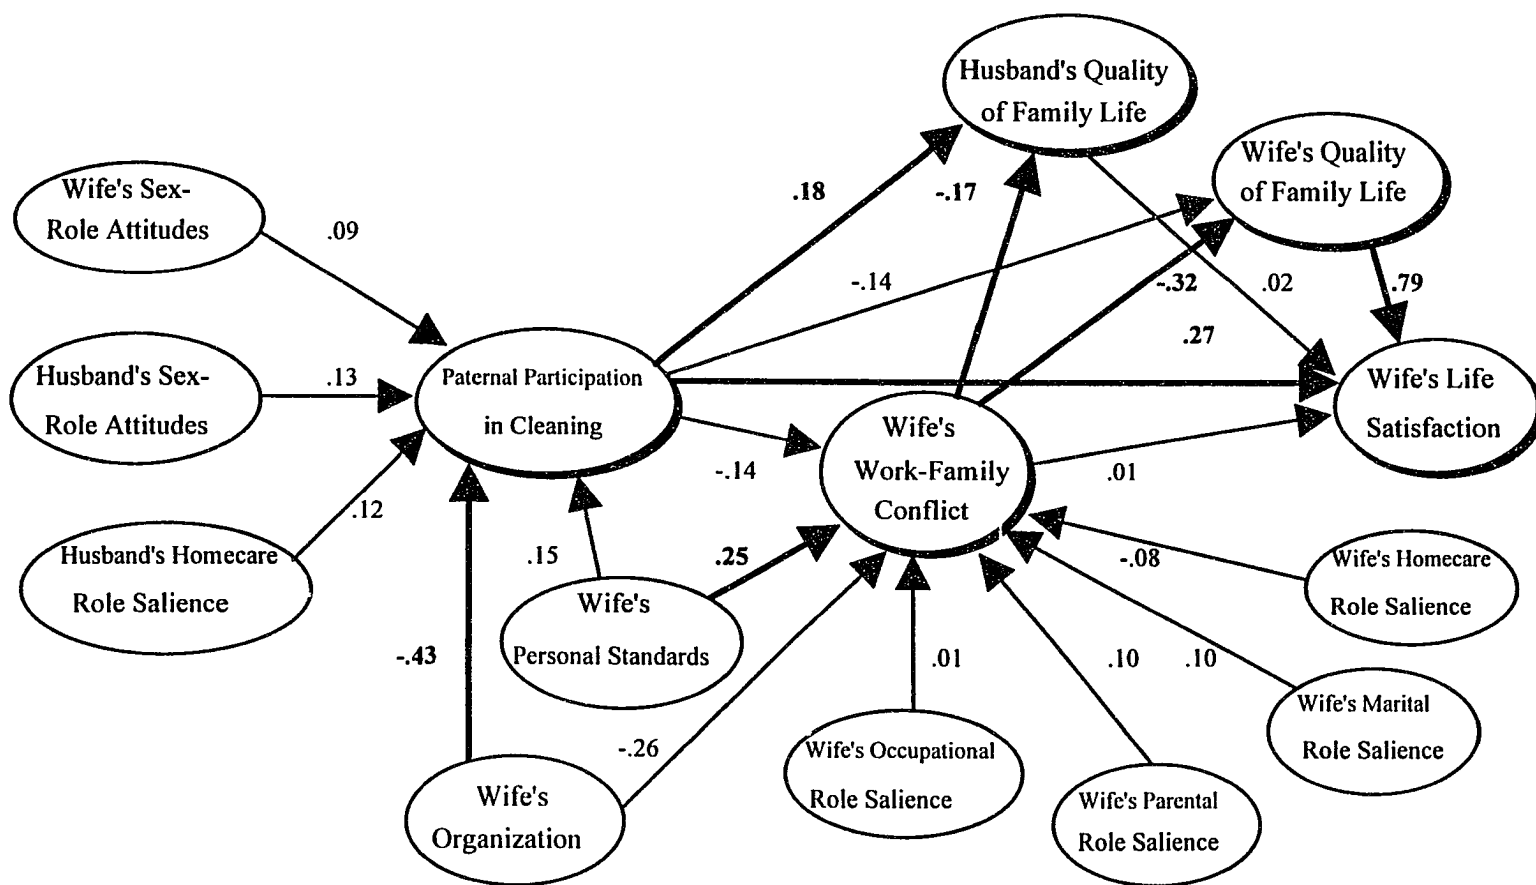 Husband's Quality
of Family Life
Wife's Quality
of Family Life
Wife's Sex-
Role Attitudes
.09
.18
-.17
-.14
-.32
.02
.79
.27
Husband's Sex-
Role Attitudes
.13
Paternal Participation
in Cleaning
Wife's Life
Satisfaction
Wife's
Work-Family
Conflict
-.14
.01
.12
Husband's Homecare
Role Salience
.15
.25
-.08
Wife's Homecare
Role Salience
Wife's
Personal Standards
-.43
.01
.10
.10
Wife's Marital
Role Salience
-.26
Wife's Occupational
Role Salience
Wife's Parental
Role Salience
Wife's
Organization